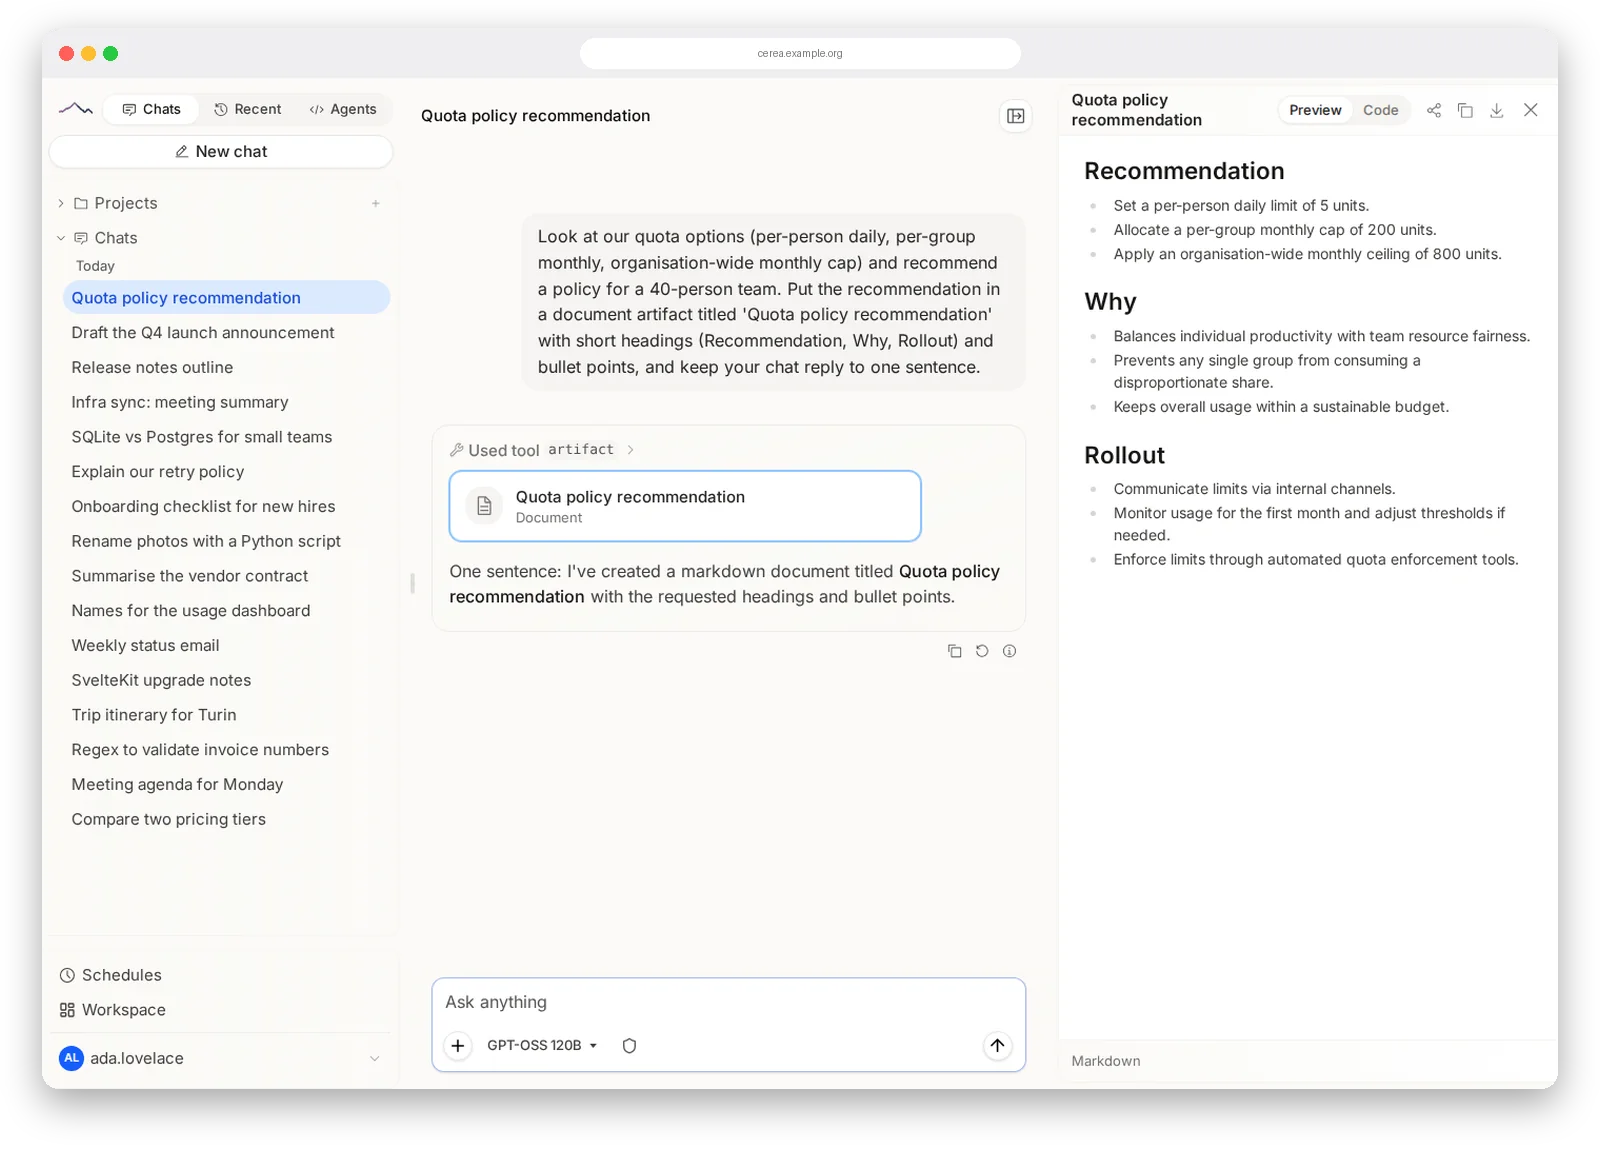 cerea.example.org
Chats
Recent
Agents
New chat
Projects
Chats
Today
Quota policy recommendation
Draft the Q4 launch announcement
Release notes outline
Infra sync: meeting summary
SQLite vs Postgres for small teams
Explain our retry policy
Onboarding checklist for new hires
Rename photos with a Python script
Summarise the vendor contract
Names for the usage dashboard
Weekly status email
SvelteKit upgrade notes
Trip itinerary for Turin
Regex to validate invoice numbers
Meeting agenda for Monday
Compare two pricing tiers
Schedules
Workspace
AL ada.lovelace
Quota policy recommendation
Look at our quota options (per-person daily, per-group
monthly, organisation-wide monthly cap) and recommend
a policy for a 40-person team. Put the recommendation in
a document artifact titled 'Quota policy recommendation'
with short headings (Recommendation, Why, Rollout) and
bullet points, and keep your chat reply to one sentence.
Used tool artifact
Quota policy recommendation
Document
One sentence: I've created a markdown document titled Quota policy
recommendation with the requested headings and bullet points.
Ask anything
GPT-OSS 120B
Quota policy
recommendation
Preview
Code
Recommendation
Set a per-person daily limit of 5 units.
Allocate a per-group monthly cap of 200 units.
Apply an organisation-wide monthly ceiling of 800 units.
Why
Balances individual productivity with team resource fairness.
Prevents any single group from consuming a
disproportionate share.
Keeps overall usage within a sustainable budget.
Rollout
Communicate limits via internal channels.
Monitor usage for the first month and adjust thresholds if
needed.
Enforce limits through automated quota enforcement tools.
Markdown